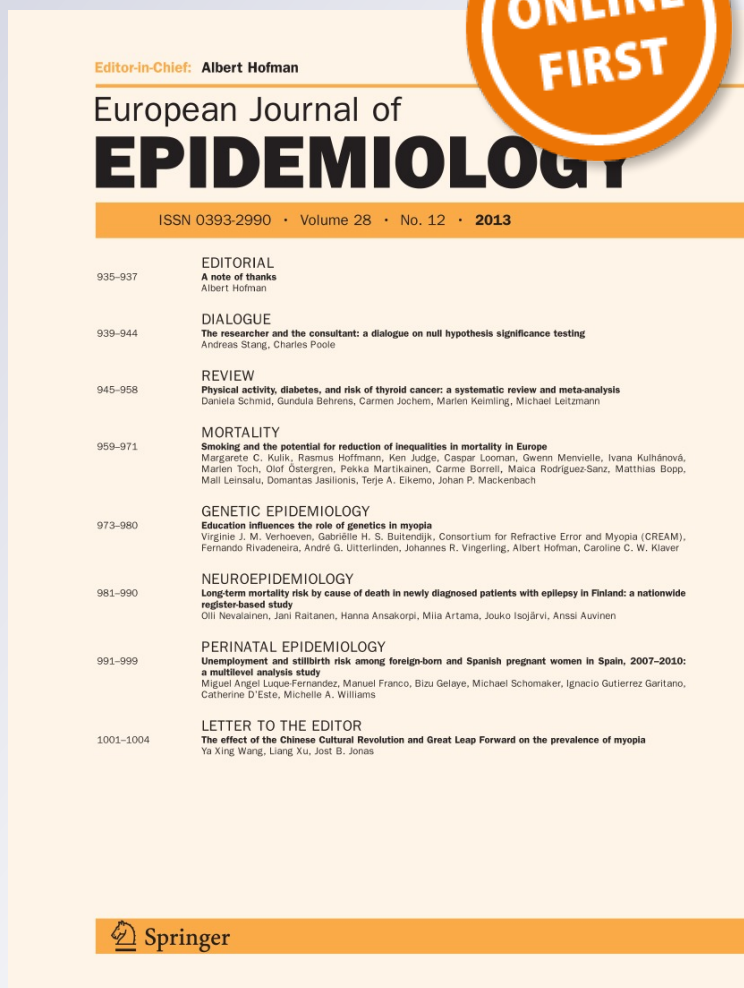 ONLINE
FIRST
Editor-in-Chief: Albert Hofman
European Journal of
EPIDEMIOLOGY
ISSN 0393-2990 · Volume 28 · No. 12 · 2013
EDITORIAL
935–937 A note of thanks
Albert Hofman
DIALOGUE
939–944 The researcher and the consultant: a dialogue on null hypothesis significance testing
Andreas Stang, Charles Poole
REVIEW
945–958 Physical activity, diabetes, and risk of thyroid cancer: a systematic review and meta-analysis
Daniela Schmid, Gundula Behrens, Carmen Jochem, Marlen Keimling, Michael Leitzmann
MORTALITY
959–971 Smoking and the potential for reduction of inequalities in mortality in Europe
Margarete C. Kulik, Rasmus Hoffmann, Ken Judge, Caspar Looman, Gwenn Menvielle, Ivana Kulhánová,
Marlen Toch, Olof Östergren, Pekka Martikainen, Carme Borrell, Maica Rodríguez-Sanz, Matthias Bopp,
Mall Leinsalu, Domantas Jasilionis, Terje A. Eikemo, Johan P. Mackenbach
GENETIC EPIDEMIOLOGY
973–980 Education influences the role of genetics in myopia
Virginie J. M. Verhoeven, Gabriëlle H. S. Buitendijk, Consortium for Refractive Error and Myopia (CREAM),
Fernando Rivadeneira, André G. Uitterlinden, Johannes R. Vingerling, Albert Hofman, Caroline C. W. Klaver
NEUROEPIDEMIOLOGY
981–990 Long-term mortality risk by cause of death in newly diagnosed patients with epilepsy in Finland: a nationwide
register-based study
Olli Nevalainen, Jani Raitanen, Hanna Ansakorpi, Miia Artama, Jouko Isojärvi, Anssi Auvinen
PERINATAL EPIDEMIOLOGY
991–999 Unemployment and stillbirth risk among foreign-born and Spanish pregnant women in Spain, 2007–2010:
a multilevel analysis study
Miguel Angel Luque-Fernandez, Manuel Franco, Bizu Gelaye, Michael Schomaker, Ignacio Gutierrez Garitano,
Catherine D'Este, Michelle A. Williams
LETTER TO THE EDITOR
1001–1004 The effect of the Chinese Cultural Revolution and Great Leap Forward on the prevalence of myopia
Ya Xing Wang, Liang Xu, Jost B. Jonas
Springer